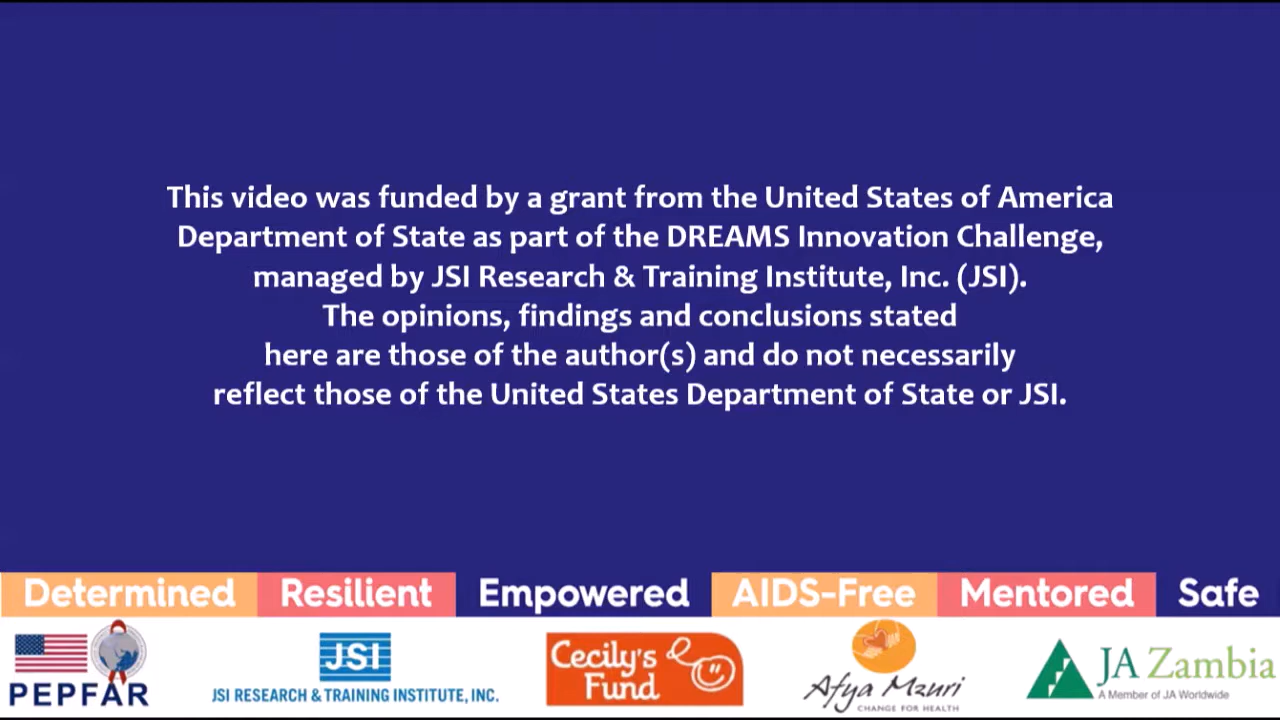 This video was funded by a grant from the United States of America
Department of State as part of the DREAMS Innovation Challenge,
managed by JSI Research & Training Institute, Inc. (JSI).
The opinions, findings and conclusions stated
here are those of the author(s) and do not necessarily
reflect those of the United States Department of State or JSI.
Determined Resilient Empowered AIDS-Free Mentored Safe
PEPFAR
JSI
JSI RESEARCH & TRAINING INSTITUTE, INC.
Cecily's
Fund
Afya Mzuri
CHANGE FOR HEALTH
JA Zambia
A Member of JA Worldwide